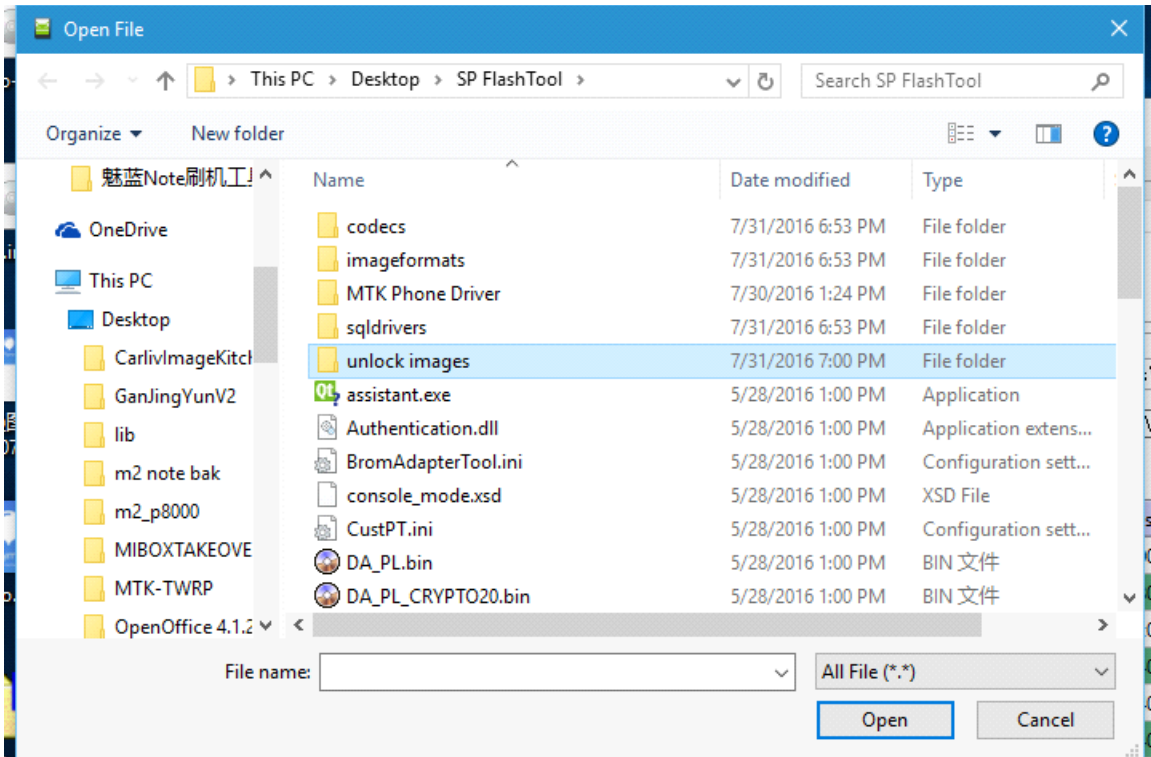 Open File
This PC > Desktop > SP FlashTool >
Search SP FlashTool
Organize
New folder
魅蓝Note刷机工
OneDrive
This PC
Desktop
CarlivImageKitch
GanJingYunV2
lib
m2 note bak
m2_p8000
MIBOXTAKEOVE
MTK-TWRP
OpenOffice 4.1.2
Name Date modified Type
codecs 7/31/2016 6:53 PM File folder
imageformats 7/31/2016 6:53 PM File folder
MTK Phone Driver 7/30/2016 1:24 PM File folder
sqldrivers 7/31/2016 6:53 PM File folder
unlock images 7/31/2016 7:00 PM File folder
assistant.exe 5/28/2016 1:00 PM Application
Authentication.dll 5/28/2016 1:00 PM Application extens...
BromAdapterTool.ini 5/28/2016 1:00 PM Configuration sett...
console_mode.xsd 5/28/2016 1:00 PM XSD File
CustPT.ini 5/28/2016 1:00 PM Configuration sett...
DA_PL.bin 5/28/2016 1:00 PM BIN 文件
DA_PL_CRYPTO20.bin 5/28/2016 1:00 PM BIN 文件
File name:
All File (*.*)
Open
Cancel